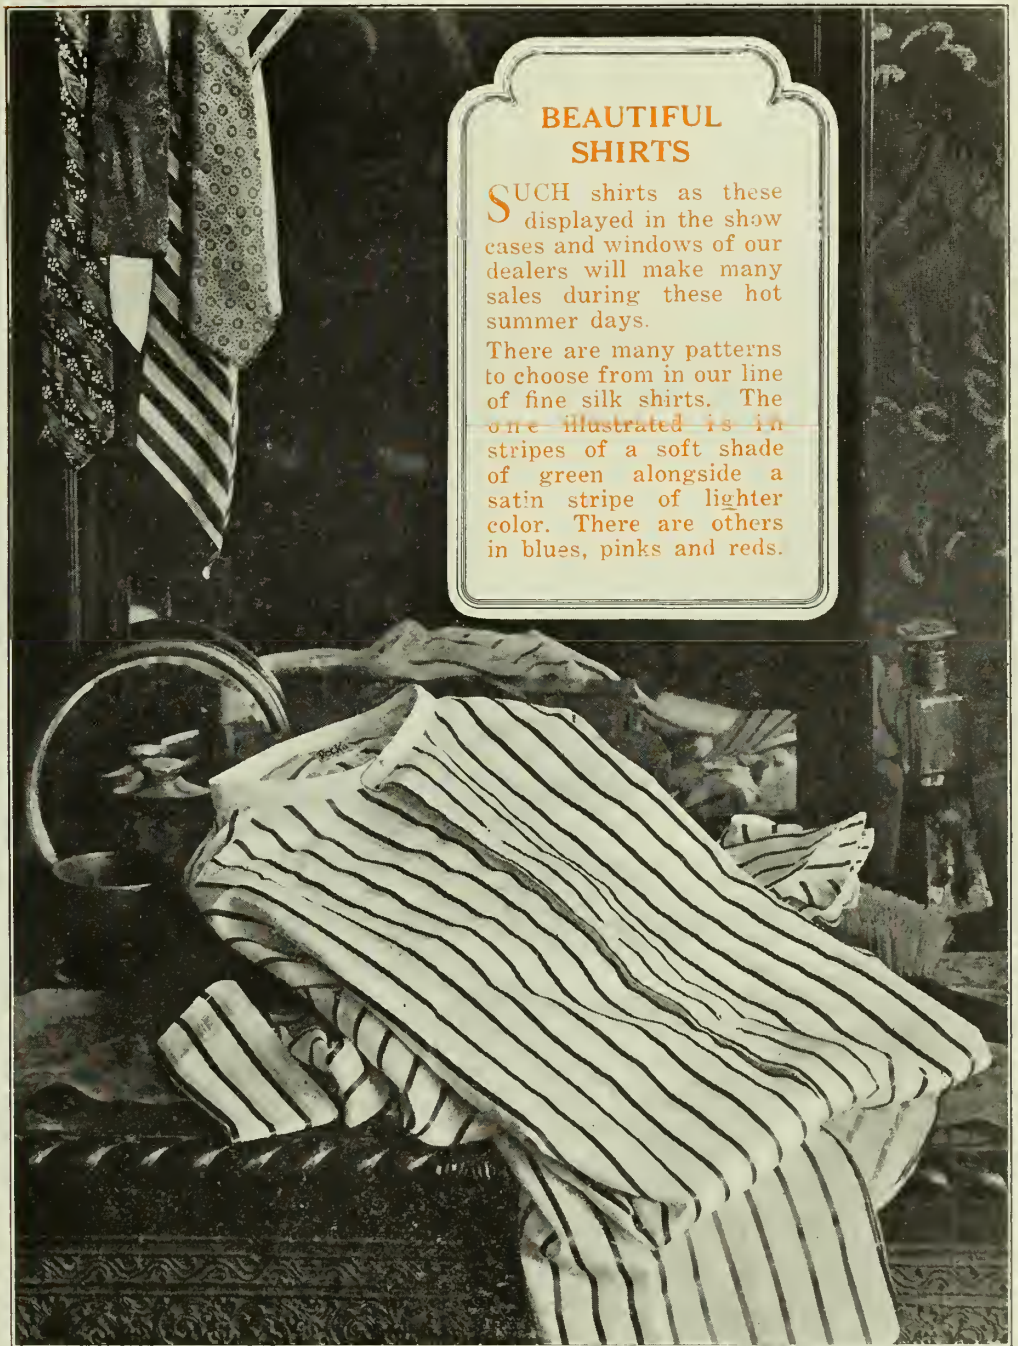 BEAUTIFUL
SHIRTS
SUCH shirts as these
displayed in the show
cases and windows of our
dealers will make many
sales during these hot
summer days.
There are many patterns
to choose from in our line
of fine silk shirts. The
one illustrated is in
stripes of a soft shade
of green alongside a
satin stripe of lighter
color. There are others
in blues, pinks and reds.